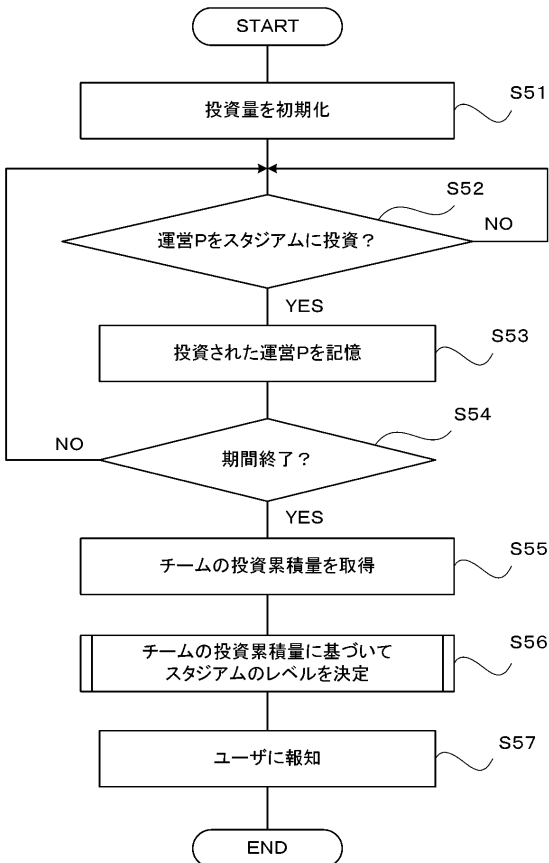 START
投資量を初期化
S51
運営Pをスタジアムに投資？
S52
NO
YES
投資された運営Pを記憶
S53
期間終了？
S54
NO
YES
チームの投資累積量を取得
S55
チームの投資累積量に基づいて
スタジアムのレベルを決定
S56
ユーザに報知
S57
END